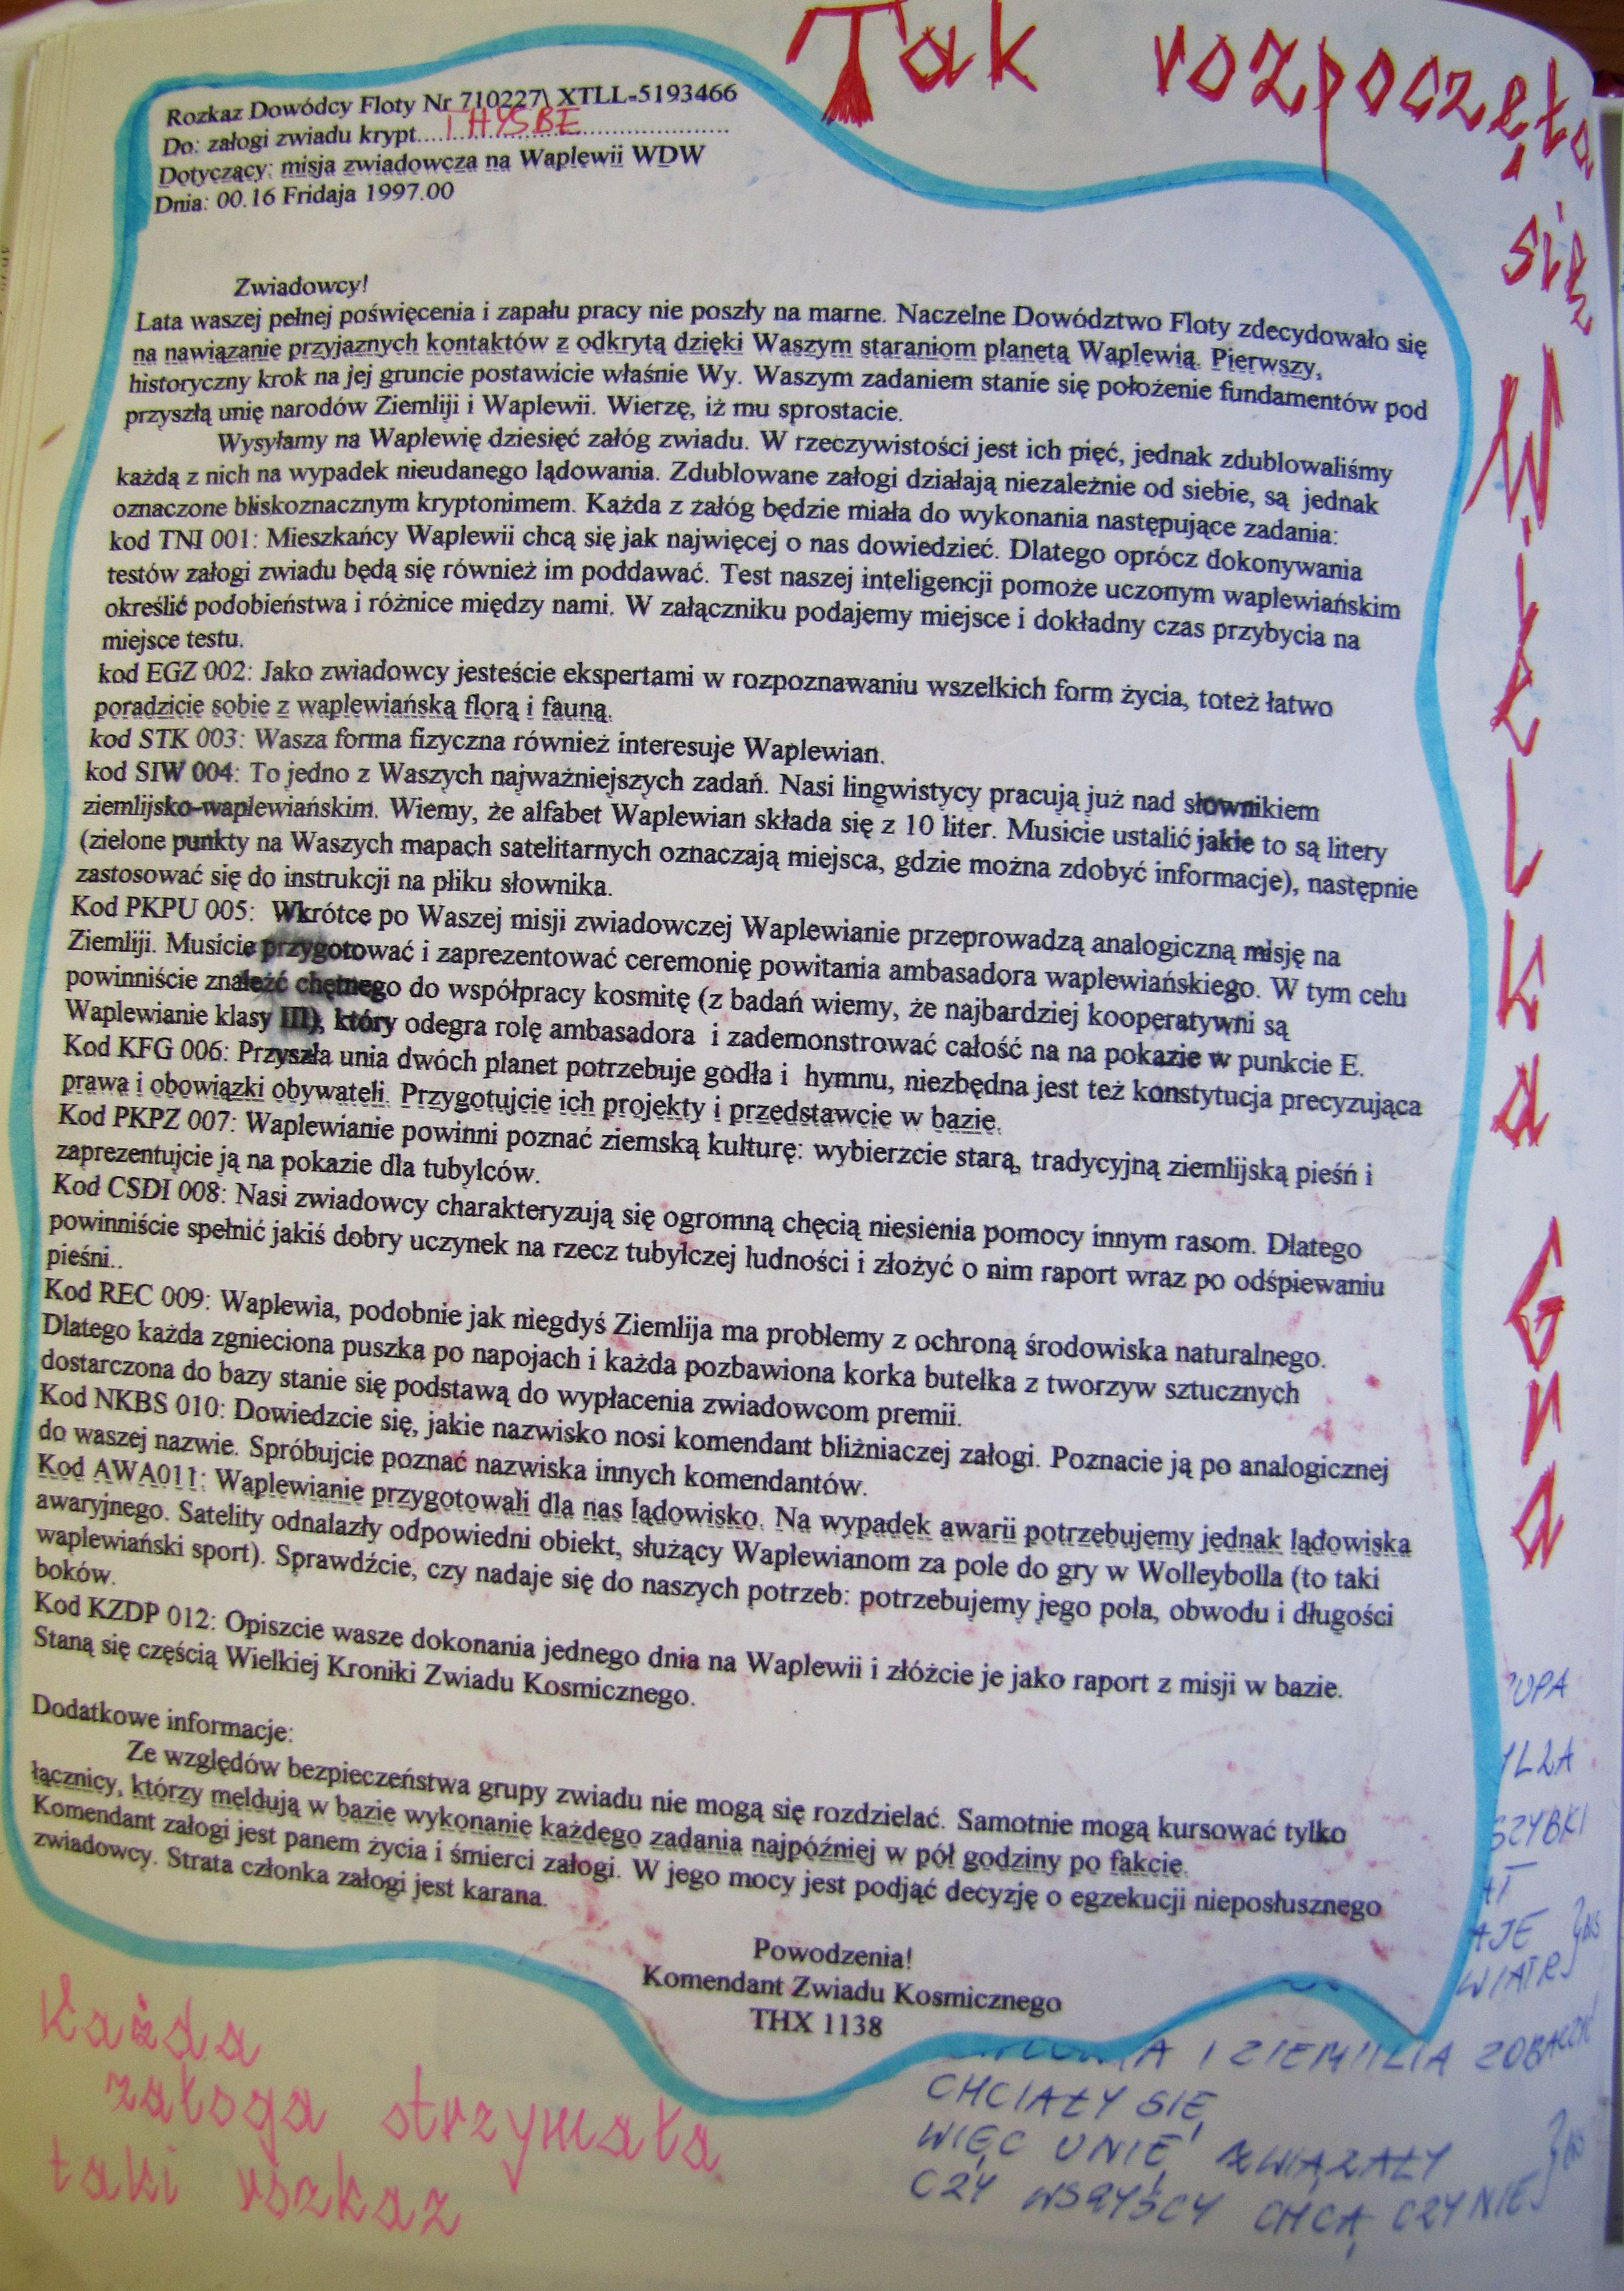 Tak rozpoczęła się Wielka Gra
Rozkaz Dowódcy Floty Nr 710227\ XTLL-5193466
Do: załogi zwiadu krypt....THYSBE....
Dotyczący: misja zwiadowcza na Waplewii WDW
Dnia: 00.16 Fridaja 1997.00
Zwiadowcy!
Lata waszej pełnej poświęcenia i zapału pracy nie poszły na marne. Naczelne Dowództwo Floty zdecydowało się
na nawiązanie przyjaznych kontaktów z odkrytą dzięki Waszym staraniom planetą Waplewią. Pierwszy,
historyczny krok na jej gruncie postawicie właśnie Wy. Waszym zadaniem stanie się położenie fundamentów pod
przyszłą unię narodów Ziemliji i Waplewii. Wierzę, iż mu sprostacie.
Wysyłamy na Waplewię dziesięć załóg zwiadu. W rzeczywistości jest ich pięć, jednak zdublowaliśmy
każdą z nich na wypadek nieudanego lądowania. Zdublowane załogi działają niezależnie od siebie, są jednak
oznaczone bliskoznacznym kryptonimem. Każda z załóg będzie miała do wykonania następujące zadania:
kod TNI 001: Mieszkańcy Waplewii chcą się jak najwięcej o nas dowiedzieć. Dlatego oprócz dokonywania
testów załogi zwiadu będą się również im poddawać. Test naszej inteligencji pomoże uczonym waplewiańskim
określić podobieństwa i różnice między nami. W załączniku podajemy miejsce i dokładny czas przybycia na
miejsce testu.
kod EGZ 002: Jako zwiadowcy jesteście ekspertami w rozpoznawaniu wszelkich form życia, toteż łatwo
poradzicie sobie z waplewiańską florą i fauną.
kod STK 003: Wasza forma fizyczna również interesuje Waplewian.
kod SIW 004: To jedno z Waszych najważniejszych zadań. Nasi lingwistycy pracują już nad słownikiem
ziemlijsko-waplewiańskim. Wiemy, że alfabet Waplewian składa się z 10 liter. Musicie ustalić jakie to są litery
(zielone punkty na Waszych mapach satelitarnych oznaczają miejsca, gdzie można zdobyć informacje), następnie
zastosować się do instrukcji na pliku słownika.
Kod PKPU 005: Wkrótce po Waszej misji zwiadowczej Waplewianie przeprowadzą analogiczną misję na
Ziemliji. Musicie przygotować i zaprezentować ceremonię powitania ambasadora waplewiańskiego. W tym celu
powinniście znaleźć chętnego do współpracy kosmitę (z badań wiemy, że najbardziej kooperatywni są
Waplewianie klasy III), który odegra rolę ambasadora i zademonstrować całość na na pokazie w punkcie E.
Kod KFG 006: Przyszła unia dwóch planet potrzebuje godła i hymnu, niezbędna jest też konstytucja precyzująca
prawa i obowiązki obywateli. Przygotujcie ich projekty i przedstawcie w bazie.
Kod PKPZ 007: Waplewianie powinni poznać ziemską kulturę: wybierzcie starą, tradycyjną ziemlijską pieśń i
zaprezentujcie ją na pokazie dla tubylców.
Kod CSDI 008: Nasi zwiadowcy charakteryzują się ogromną chęcią niesienia pomocy innym rasom. Dlatego
powinniście spełnić jakiś dobry uczynek na rzecz tubylczej ludności i złożyć o nim raport wraz po odśpiewaniu
pieśni..
Kod REC 009: Waplewia, podobnie jak niegdyś Ziemlija ma problemy z ochroną środowiska naturalnego.
Dlatego każda zgnieciona puszka po napojach i każda pozbawiona korka butelka z tworzyw sztucznych
dostarczona do bazy stanie się podstawą do wypłacenia zwiadowcom premii.
Kod NKBS 010: Dowiedzcie się, jakie nazwisko nosi komendant bliźniaczej załogi. Poznacie ją po analogicznej
do waszej nazwie. Spróbujcie poznać nazwiska innych komendantów.
Kod AWA011: Waplewianie przygotowali dla nas lądowisko. Na wypadek awarii potrzebujemy jednak lądowiska
awaryjnego. Satelity odnalazły odpowiedni obiekt, służący Waplewianom za pole do gry w Wolleybolla (to taki
waplewiański sport). Sprawdźcie, czy nadaje się do naszych potrzeb: potrzebujemy jego pola, obwodu i długości
boków.
Kod KZDP 012: Opiszcie wasze dokonania jednego dnia na Waplewii i złóżcie je jako raport z misji w bazie.
Staną się częścią Wielkiej Kroniki Zwiadu Kosmicznego.
Dodatkowe informacje:
Ze względów bezpieczeństwa grupy zwiadu nie mogą się rozdzielać. Samotnie mogą kursować tylko
łącznicy, którzy meldują w bazie wykonanie każdego zadania najpóźniej w pół godziny po fakcie.
Komendant załogi jest panem życia i śmierci załogi. W jego mocy jest podjąć decyzję o egzekucji nieposłusznego
zwiadowcy. Strata członka załogi jest karana.
Powodzenia!
Komendant Zwiadu Kosmicznego
THX 1138
Każda
załoga otrzymała
taki rozkaz
SZYBKI
WIATR
I ZIEMIILIA
CHCIAŁY SIĘ
WIĘC UNIĘ ZWIĄZAŁY
CZY WSZYSCY CHCĄ CZY NIE